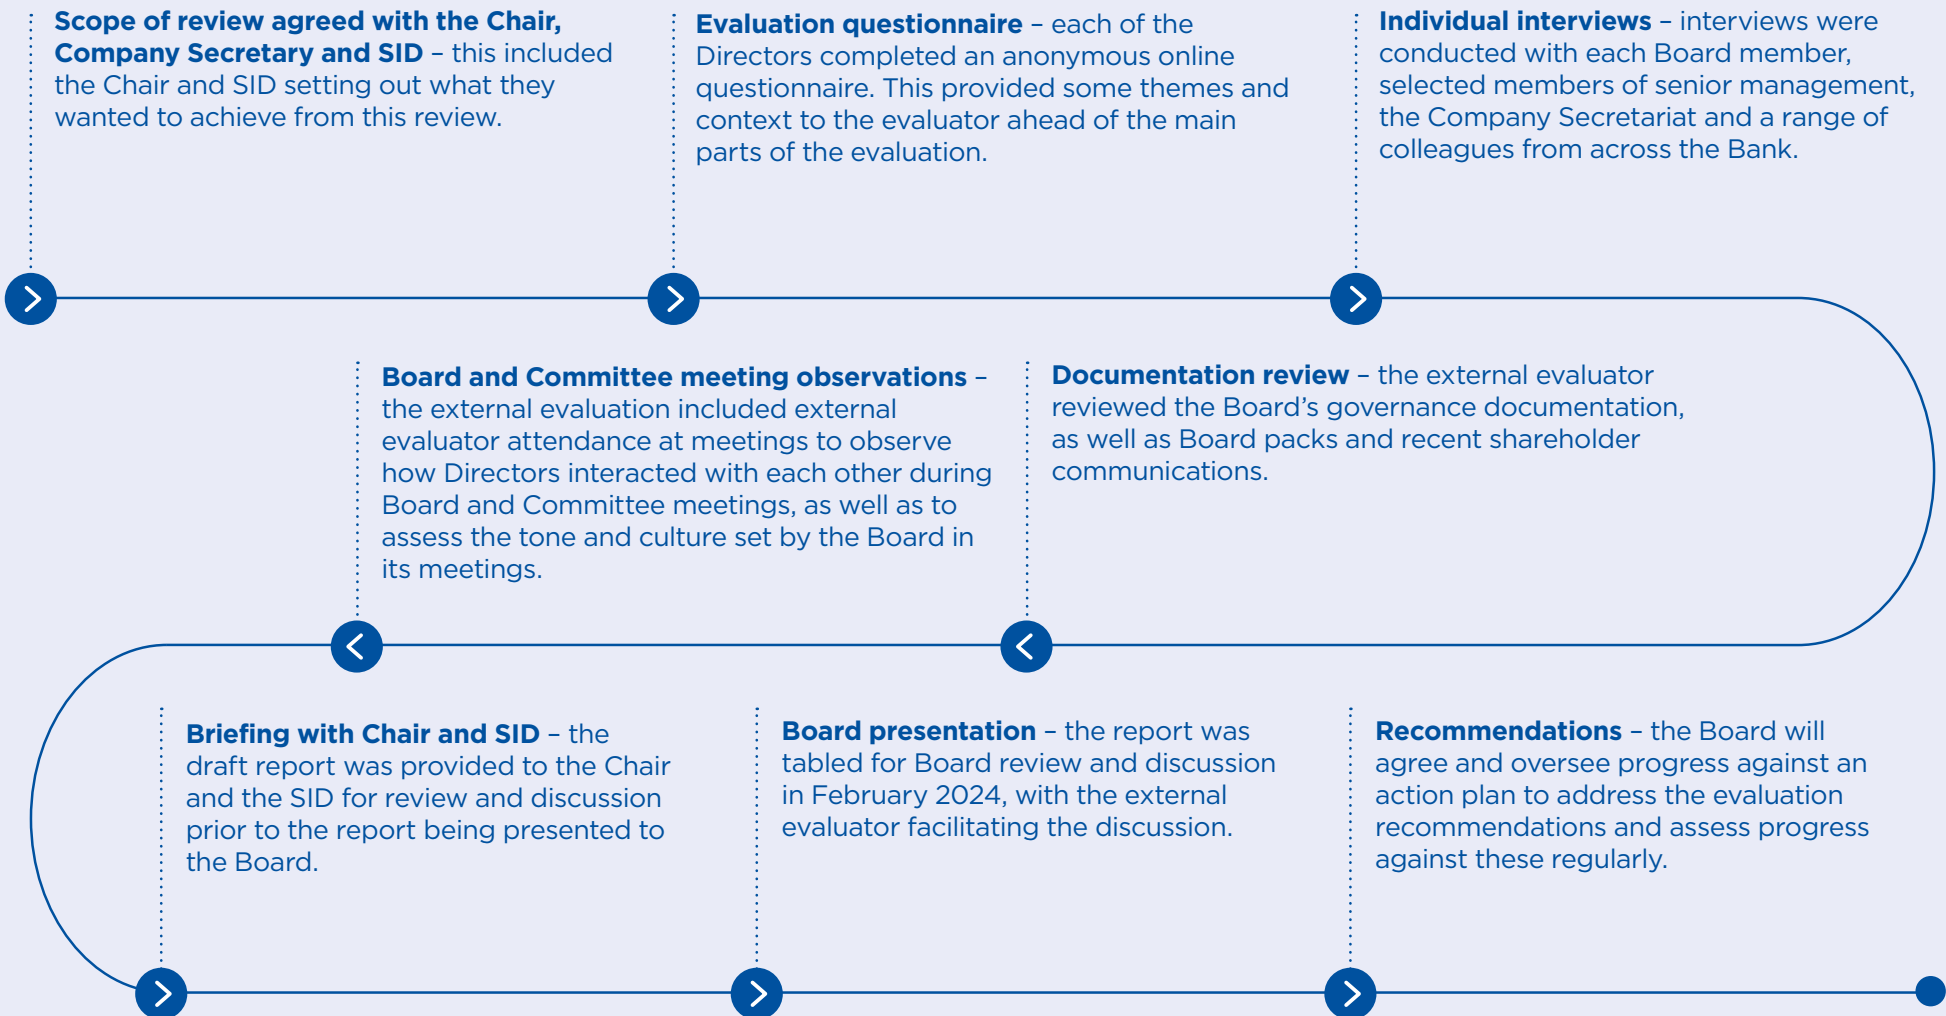 Scope of review agreed with the Chair,
Company Secretary and SID – this included
the Chair and SID setting out what they
wanted to achieve from this review.
Evaluation questionnaire – each of the
Directors completed an anonymous online
questionnaire. This provided some themes and
context to the evaluator ahead of the main
parts of the evaluation.
Individual interviews – interviews were
conducted with each Board member,
selected members of senior management,
the Company Secretariat and a range of
colleagues from across the Bank.
Documentation review – the external evaluator
reviewed the Board’s governance documentation,
as well as Board packs and recent shareholder
communications.
Board and Committee meeting observations –
the external evaluation included external
evaluator attendance at meetings to observe
how Directors interacted with each other during
Board and Committee meetings, as well as to
assess the tone and culture set by the Board in
its meetings.
Briefing with Chair and SID – the
draft report was provided to the Chair
and the SID for review and discussion
prior to the report being presented to
the Board.
Board presentation – the report was
tabled for Board review and discussion
in February 2024, with the external
evaluator facilitating the discussion.
Recommendations – the Board will
agree and oversee progress against an
action plan to address the evaluation
recommendations and assess progress
against these regularly.